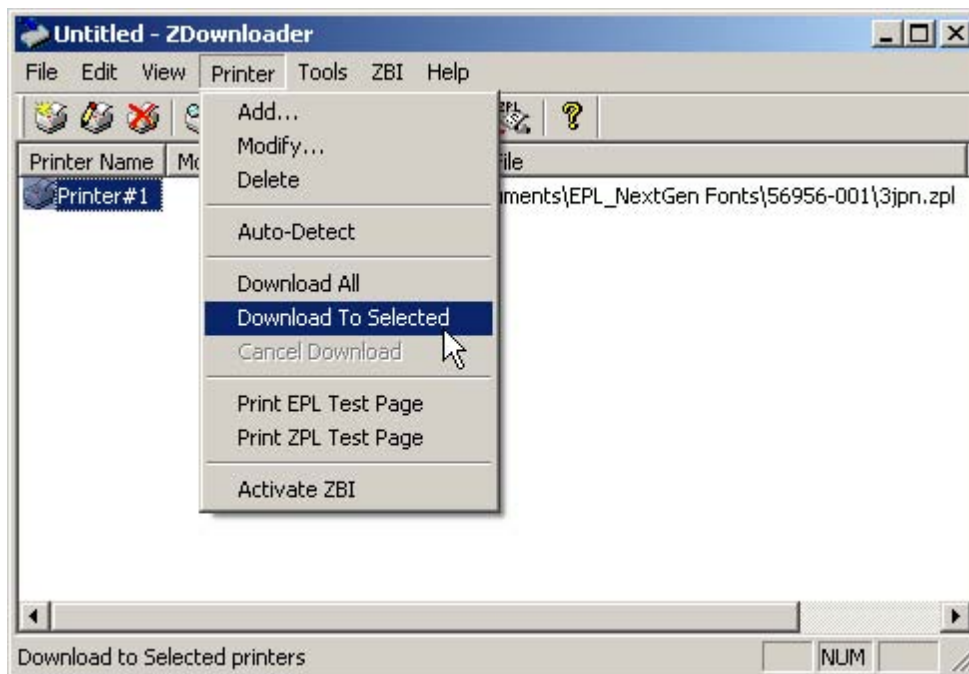 Untitled - ZDownloader
File Edit View Printer Tools ZBI Help
Printer Name
File
Printer#1
uments\EPL_NextGen Fonts\56956-001\3jpn.zpl
Add...
Modify...
Delete
Auto-Detect
Download All
Download To Selected
Cancel Download
Print EPL Test Page
Print ZPL Test Page
Activate ZBI
Download to Selected printers
NUM